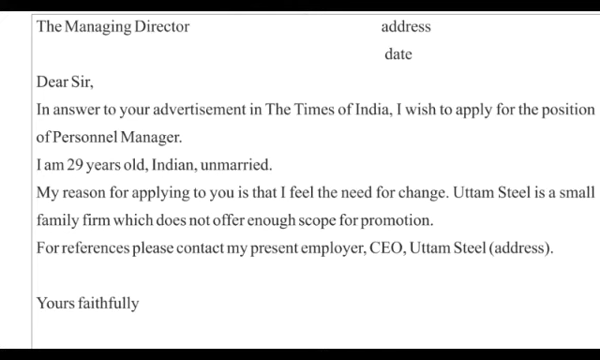 The Managing Director address
date
Dear Sir,
In answer to your advertisement in The Times of India, I wish to apply for the position
of Personnel Manager.
I am 29 years old, Indian, unmarried.
My reason for applying to you is that I feel the need for change. Uttam Steel is a small
family firm which does not offer enough scope for promotion.
For references please contact my present employer, CEO, Uttam Steel (address).
Yours faithfully